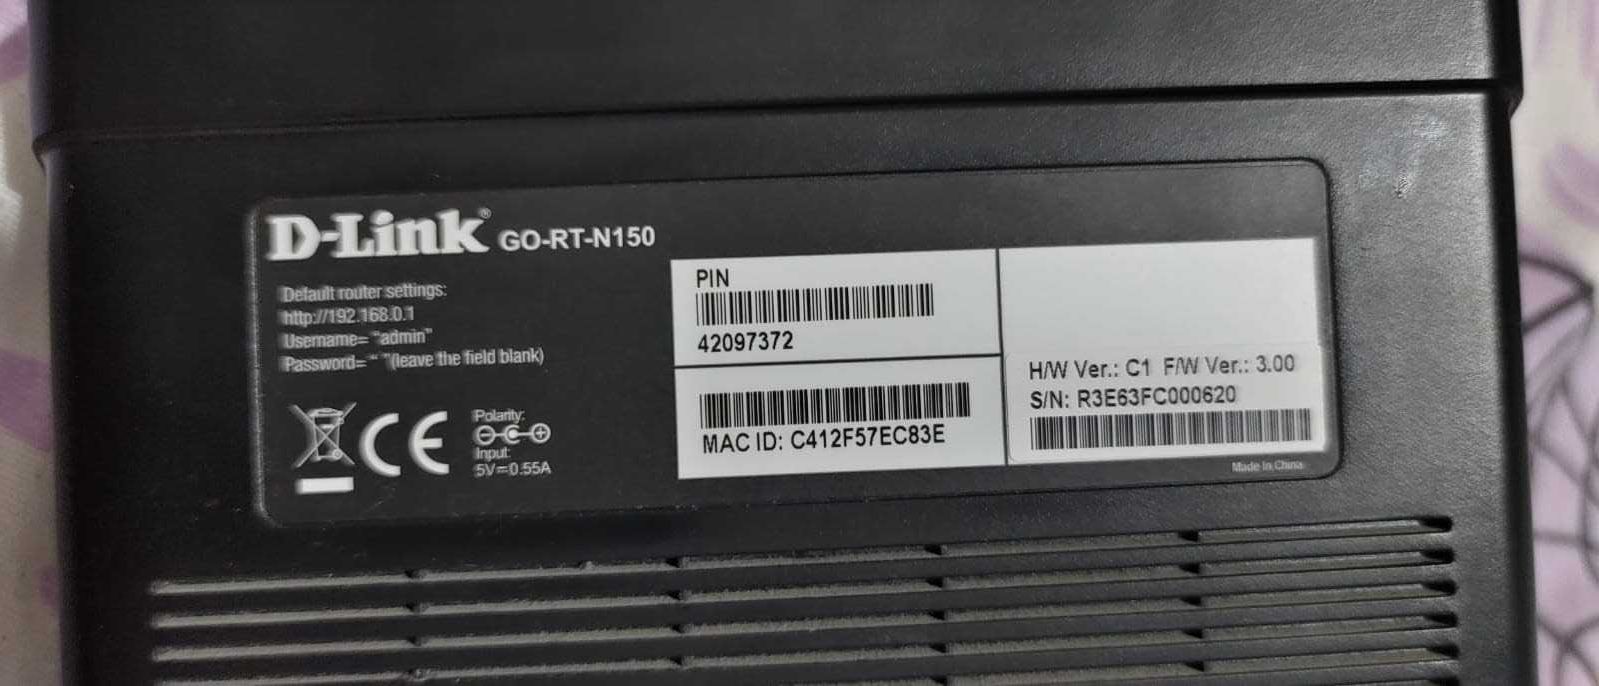 D-Link® GO-RT-N150
Default router settings:
http://192.168.0.1
Username= "admin"
Password= " "(leave the field blank)
CE
Polarity:
Input:
5V⎓0.55A
PIN
42097372
MAC ID: C412F57EC83E
H/W Ver.: C1 F/W Ver.: 3.00
S/N: R3E63FC000620
Made In China